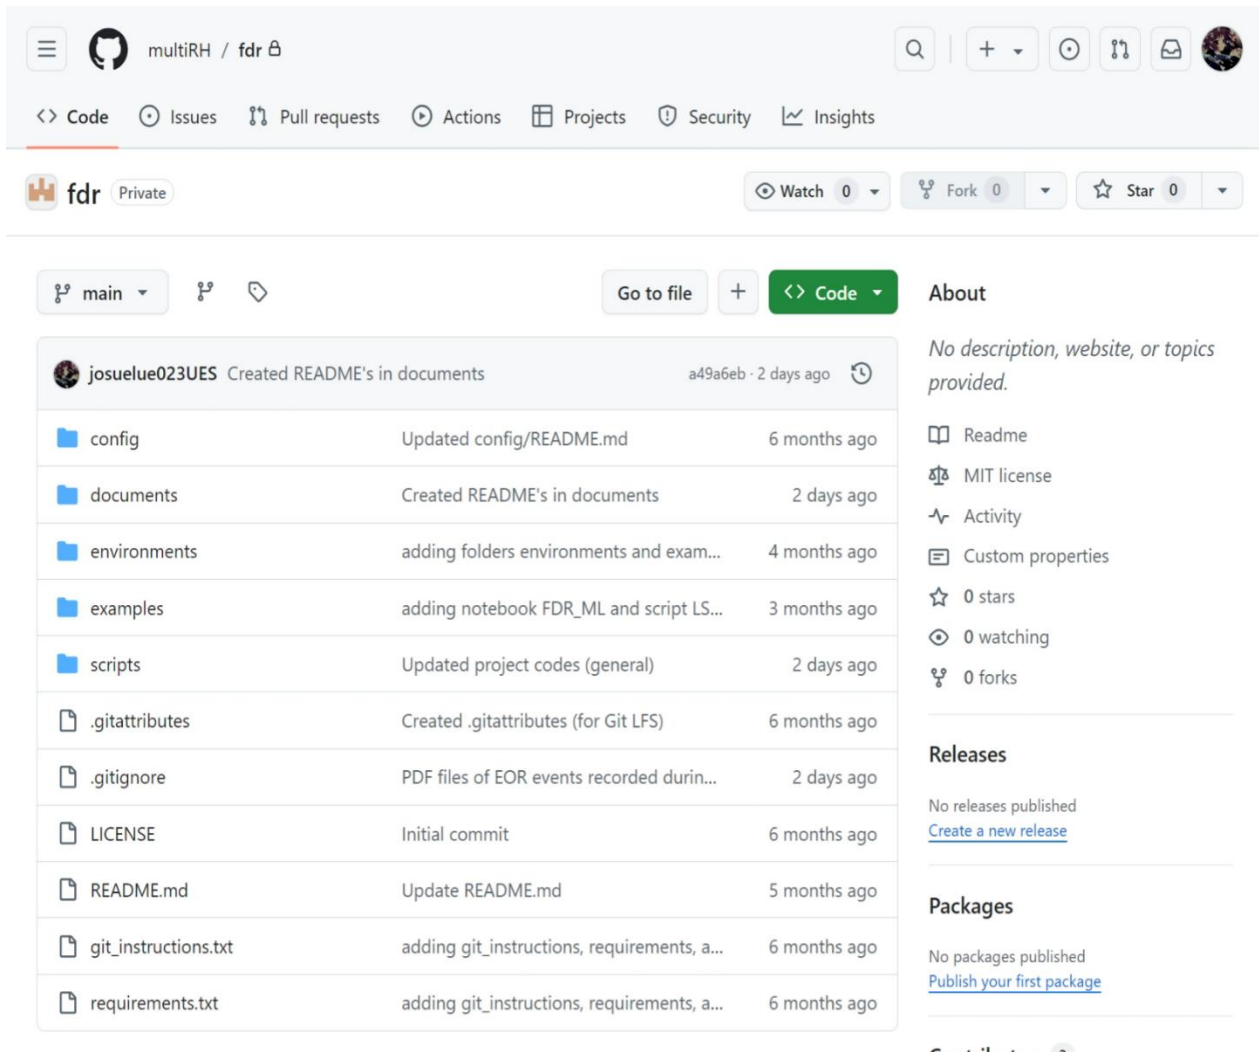 multiRH / fdr
Code Issues Pull requests Actions Projects Security Insights
fdr Private Watch 0 Fork 0 Star 0
main Go to file + Code
josuelue023UES Created README's in documents a49a6eb · 2 days ago
config Updated config/README.md 6 months ago
documents Created README's in documents 2 days ago
environments adding folders environments and exam... 4 months ago
examples adding notebook FDR_ML and script LS... 3 months ago
scripts Updated project codes (general) 2 days ago
.gitattributes Created .gitattributes (for Git LFS) 6 months ago
.gitignore PDF files of EOR events recorded durin... 2 days ago
LICENSE Initial commit 6 months ago
README.md Update README.md 5 months ago
git_instructions.txt adding git_instructions, requirements, a... 6 months ago
requirements.txt adding git_instructions, requirements, a... 6 months ago
About
No description, website, or topics
provided.
Readme
MIT license
Activity
Custom properties
0 stars
0 watching
0 forks
Releases
No releases published
Create a new release
Packages
No packages published
Publish your first package